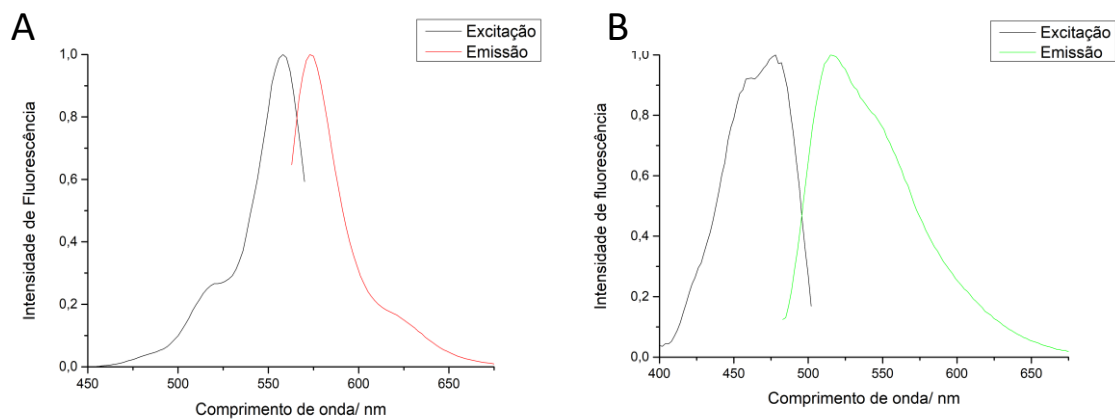 A
Excitação
Emissão
Intensidade de Fluorescência
1,0
0,8
0,6
0,4
0,2
0,0
450 500 550 600 650
Comprimento de onda/ nm
B
Excitação
Emissão
Intensidade de fluorescência
1,0
0,8
0,6
0,4
0,2
0,0
400 450 500 550 600 650
Comprimento de onda/ nm